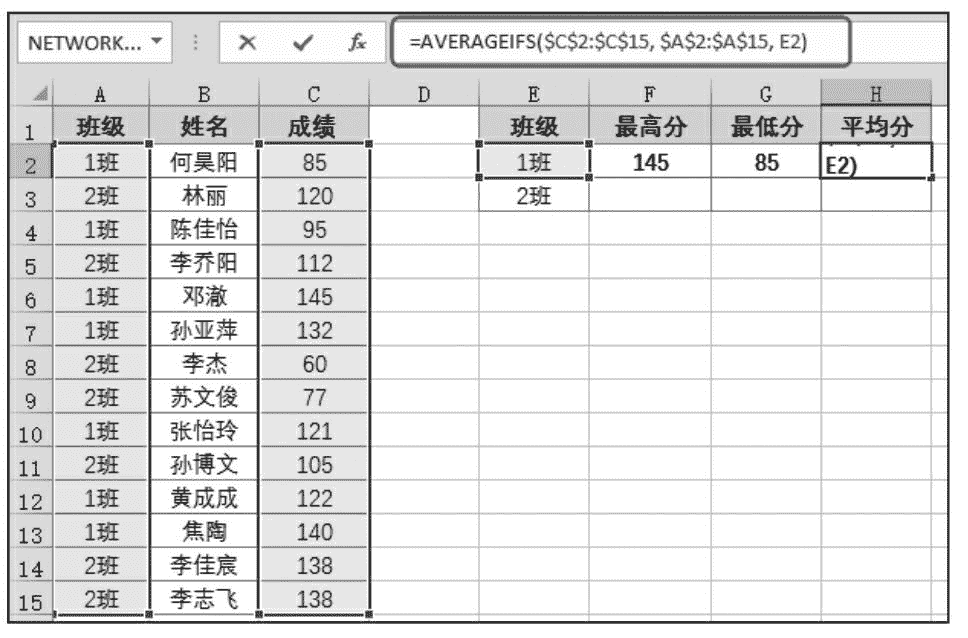 NETWORK... =AVERAGEIFS($C$2:$C$15, $A$2:$A$15, E2)
A B C D E F G H
1 班级 姓名 成绩 班级 最高分 最低分 平均分
2 1班 何昊阳 85 1班 145 85 E2)
3 2班 林丽 120 2班
4 1班 陈佳怡 95
5 2班 李乔阳 112
6 1班 邓澈 145
7 1班 孙亚萍 132
8 2班 李杰 60
9 2班 苏文俊 77
10 1班 张怡玲 121
11 2班 孙博文 105
12 1班 黄成成 122
13 1班 焦陶 140
14 2班 李佳宸 138
15 2班 李志飞 138